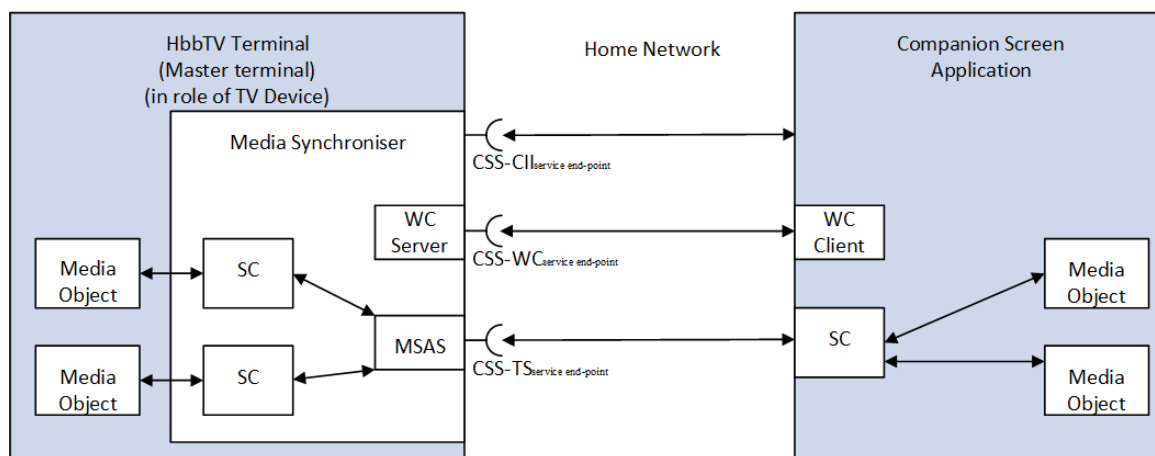 HbbTV Terminal
(Master terminal)
(in role of TV Device)
Home Network
Companion Screen
Application
Media Synchroniser
CSS-CIIservice end-point
WC
Server
CSS-WCservice end-point
WC
Client
Media
Object
SC
Media
Object
MSAS
CSS-TSservice end-point
SC
Media
Object
SC
Media
Object